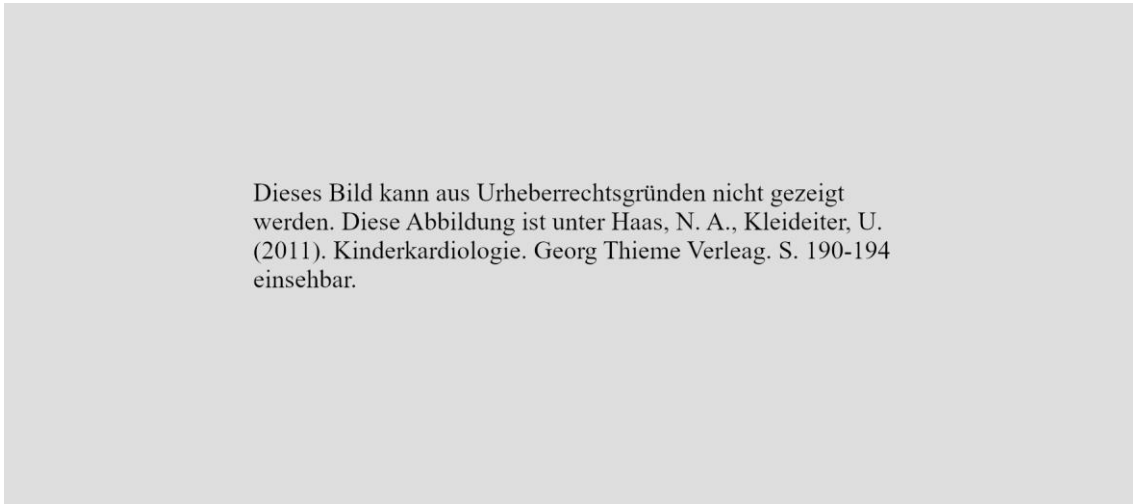 Dieses Bild kann aus Urheberrechtsgründen nicht gezeigt
werden. Diese Abbildung ist unter Haas, N. A., Kleideiter, U.
(2011). Kinderkardiologie. Georg Thieme Verleag. S. 190-194
einsehbar.